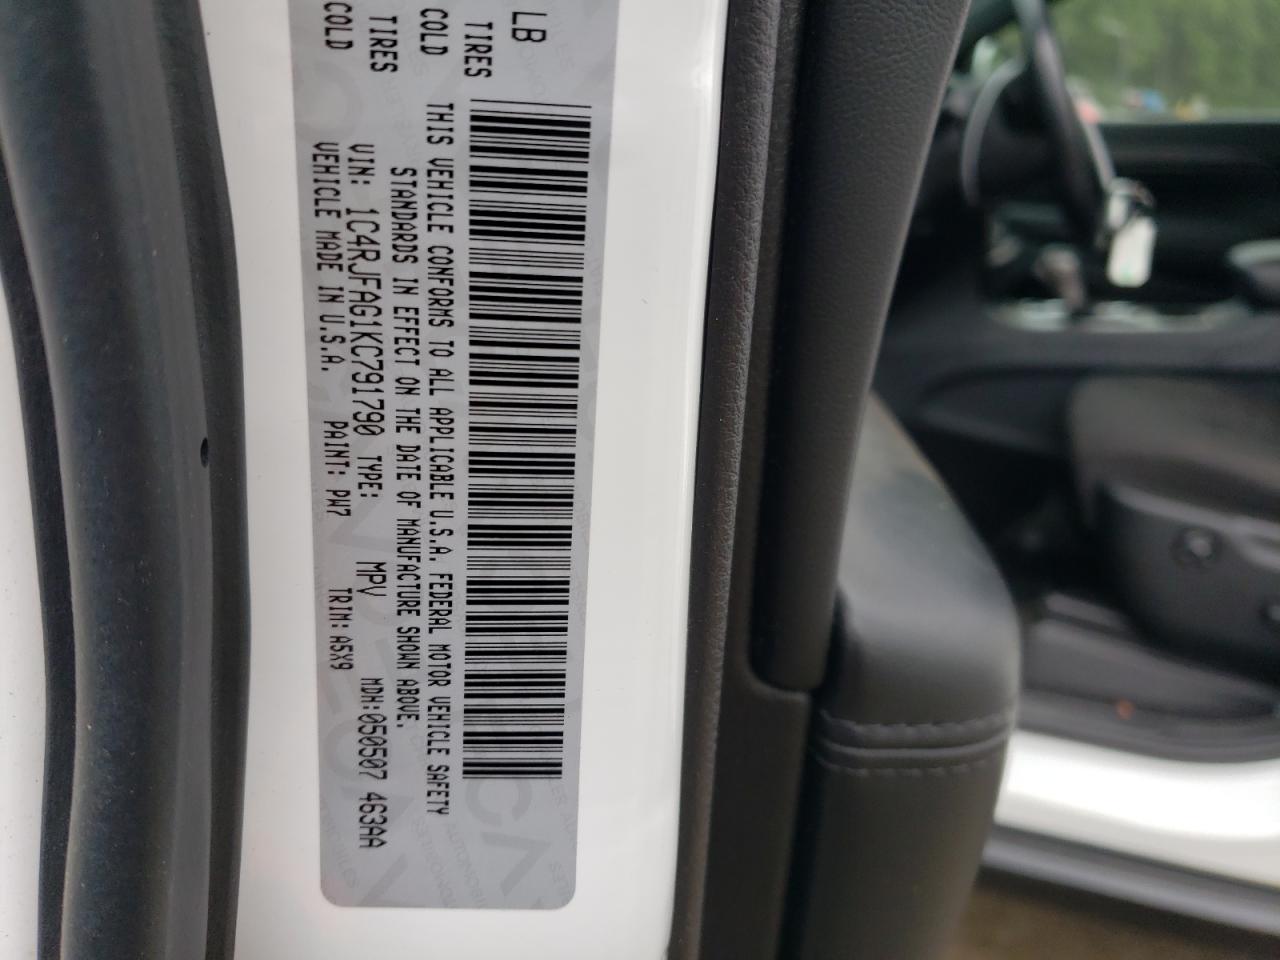 LB
TIRES
COLD
TIRES
COLD
THIS VEHICLE CONFORMS TO ALL APPLICABLE U.S.A. FEDERAL MOTOR VEHICLE SAFETY
STANDARDS IN EFFECT ON THE DATE OF MANUFACTURE SHOWN ABOVE.
VIN: 1C4RJFAG1KC791790 TYPE: MPV MDH:050507 463AA
VEHICLE MADE IN U.S.A. PAINT: PW7 TRIM: A5X9